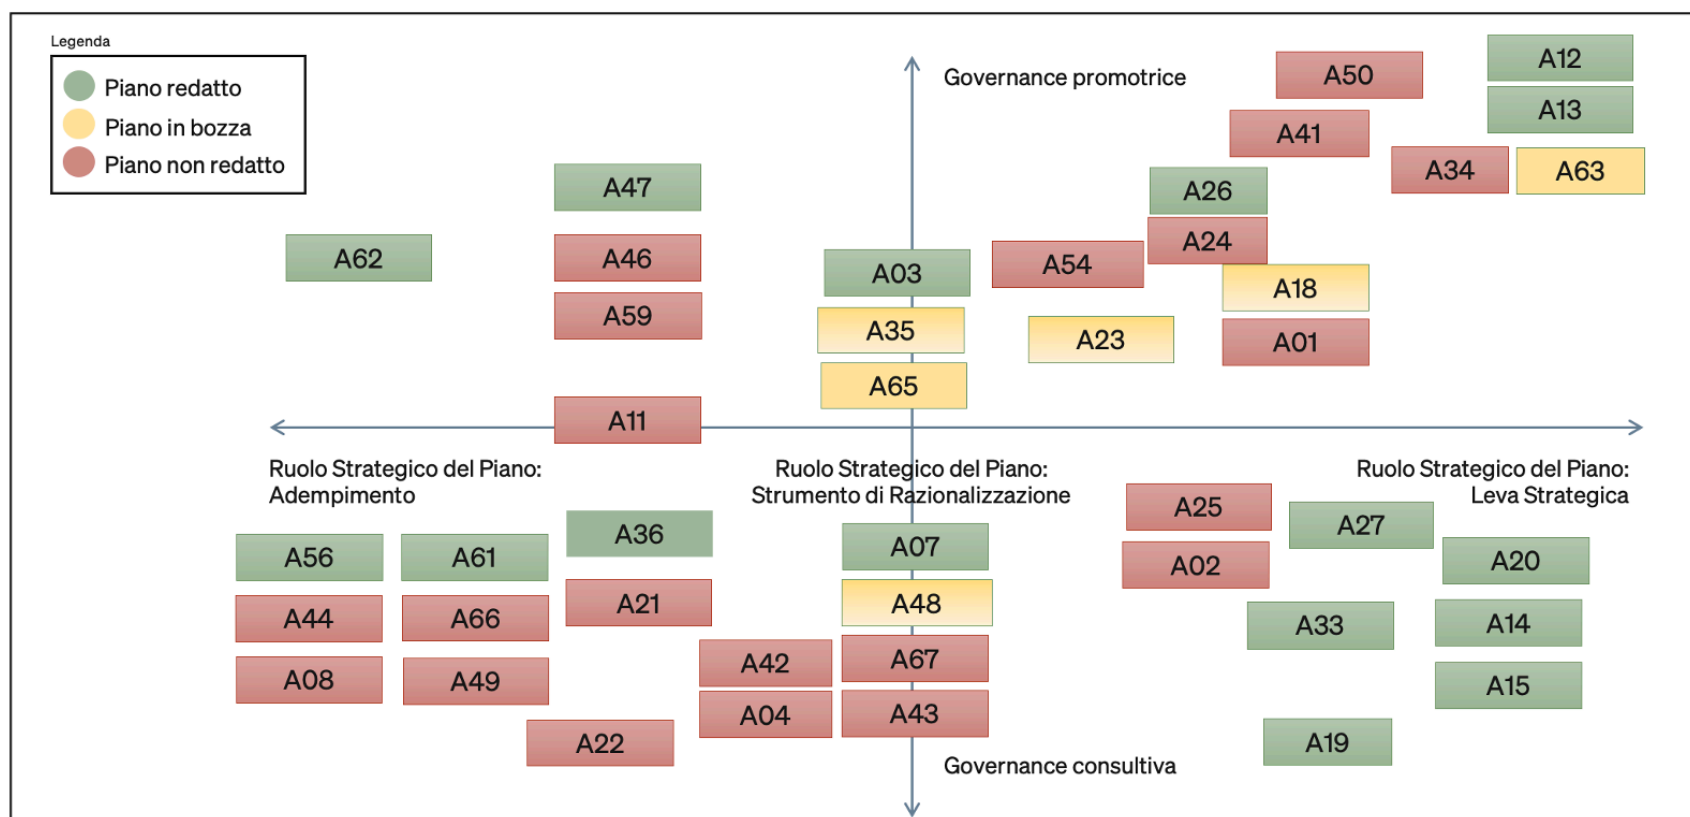 Legenda
Piano redatto
Piano in bozza
Piano non redatto
Governance promotrice
A50
A12
A13
A41
A34
A63
A47
A26
A24
A62
A46
A03
A54
A18
A59
A35
A23
A01
A65
A11
Ruolo Strategico del Piano:
Adempimento
Ruolo Strategico del Piano:
Strumento di Razionalizzazione
Ruolo Strategico del Piano:
Leva Strategica
A25
A27
A36
A56
A61
A07
A02
A20
A44
A66
A21
A48
A33
A14
A42
A67
A08
A49
A15
A04
A43
A22
A19
Governance consultiva